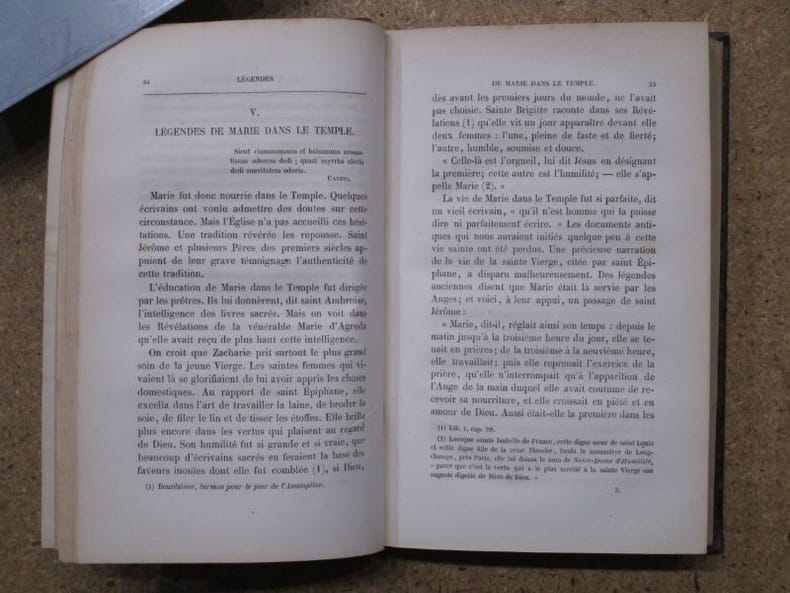 34 LÉGENDES
V.
LÉGENDES DE MARIE DANS LE TEMPLE.
Sicut cinnamomum et balsamum aroma-
tizans odorem dedi ; quasi myrrha electa
dedi suavitatem odoris.
CANTIC.
Marie fut donc nourrie dans le Temple. Quelques
écrivains ont voulu admettre des doutes sur cette
circonstance. Mais l'Église n'a pas accueilli ces hési-
tations. Une tradition révérée les repousse. Saint
Jérôme et plusieurs Pères des premiers siècles ap-
puient de leur grave témoignage l'authenticité de
cette tradition.
L'éducation de Marie dans le Temple fut dirigée
par les prêtres. Ils lui donnèrent, dit saint Ambroise,
l'intelligence des livres sacrés. Mais on voit dans
les Révélations de la vénérable Marie d'Agreda
qu'elle avait reçu de plus haut cette intelligence.
On croit que Zacharie prit surtout le plus grand
soin de la jeune Vierge. Les saintes femmes qui vi-
vaient là se glorifiaient de lui avoir appris les choses
domestiques. Au rapport de saint Épiphane, elle
excella dans l'art de travailler la laine, de broder la
soie, de filer le lin et de tisser les étoffes. Elle brilla
plus encore dans les vertus qui plaisent au regard
de Dieu. Son humilité fut si grande et si vraie, que
beaucoup d'écrivains sacrés en feraient la base des
faveurs inouïes dont elle fut comblée (1), si Dieu,
(1) Bourdaloue, Sermon pour le jour de l'Assomption.
DE MARIE DANS LE TEMPLE. 35
dès avant les premiers jours du monde, ne l'avait
pas choisie. Sainte Brigitte raconte dans ses Révé-
lations (1) qu'elle vit un jour apparaître devant elle
deux femmes : l'une, pleine de faste et de fierté;
l'autre, humble, soumise et douce.
« Celle-là est l'orgueil, lui dit Jésus en désignant
la première; cette autre est l'humilité; — elle s'ap-
pelle Marie (2). »
La vie de Marie dans le Temple fut si parfaite, dit
un vieil écrivain, « qu'il n'est homme qui la puisse
dire ni parfaitement écrire. » Les documents anti-
ques qui nous auraient initiés quelque peu à cette
vie sainte ont été perdus. Une précieuse narration
de la vie de la sainte Vierge, citée par saint Épi-
phane, a disparu malheureusement. Des légendes
anciennes disent que Marie était là servie par les
Anges; et voici, à leur appui, un passage de saint
Jérôme :
« Marie, dit-il, réglait ainsi son temps : depuis le
matin jusqu'à la troisième heure du jour, elle se te-
nait en prières; de la troisième à la neuvième heure,
elle travaillait; puis elle reprenait l'exercice de la
prière, qu'elle n'interrompait qu'à l'apparition de
l'Ange de la main duquel elle avait coutume de re-
cevoir sa nourriture, et elle croissait en piété et en
amour de Dieu. Aussi était-elle la première dans les
(1) Lib. 1, cap. 29.
(2) Lorsque sainte Isabelle de France, cette digne sœur de saint Louis
et cette digne fille de la reine Blanche, fonda le monastère de Long-
champs, près Paris, elle lui donna le nom de Notre-Dame d'Humilité,
« parce que c'est la vertu qui a le plus mérité à la sainte Vierge son
auguste dignité de Mère de Dieu. »
3.